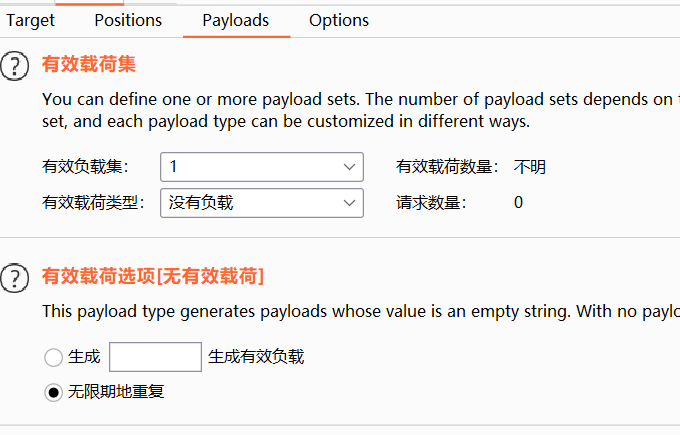 Target Positions Payloads Options
有效载荷集
You can define one or more payload sets. The number of payload sets depends on
set, and each payload type can be customized in different ways.
有效负载集： 1 有效载荷数量： 不明
有效载荷类型： 没有负载 请求数量： 0
有效载荷选项[无有效载荷]
This payload type generates payloads whose value is an empty string. With no
生成 生成有效负载
无限期地重复